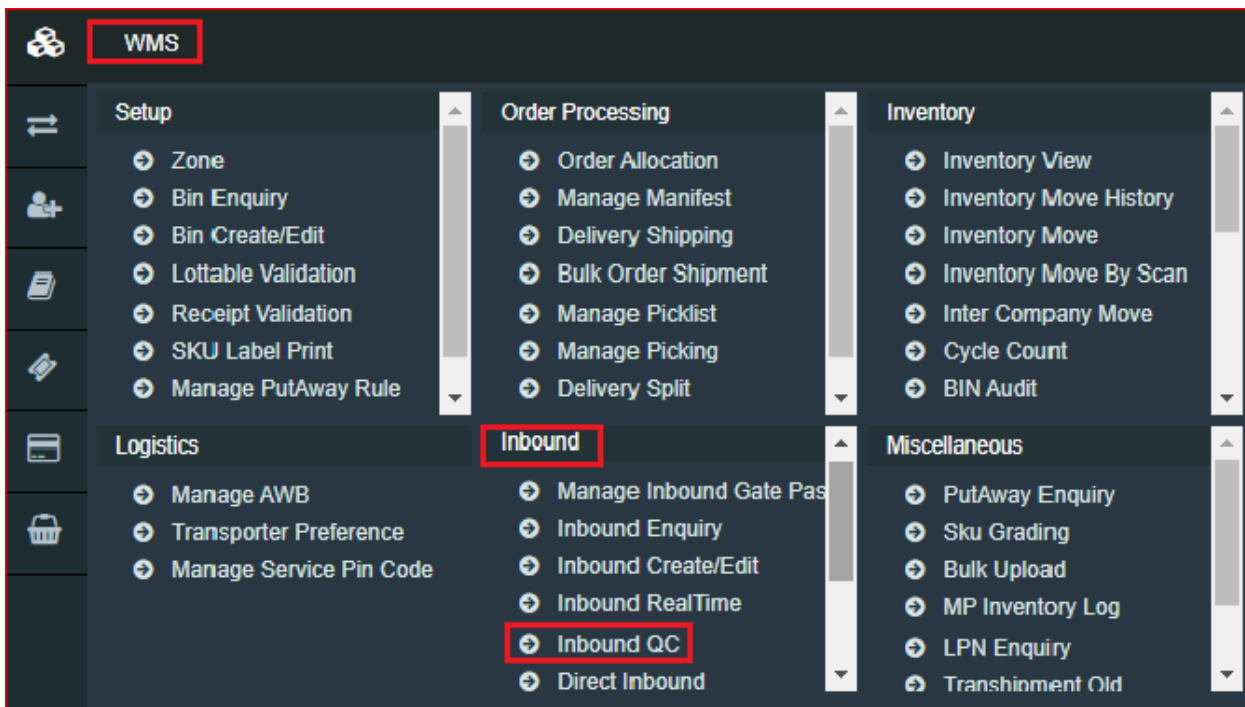 WMS
Setup
Zone
Bin Enquiry
Bin Create/Edit
Lottable Validation
Receipt Validation
SKU Label Print
Manage PutAway Rule
Order Processing
Order Allocation
Manage Manifest
Delivery Shipping
Bulk Order Shipment
Manage Picklist
Manage Picking
Delivery Split
Inventory
Inventory View
Inventory Move History
Inventory Move
Inventory Move By Scan
Inter Company Move
Cycle Count
BIN Audit
Logistics
Manage AWB
Transporter Preference
Manage Service Pin Code
Inbound
Manage Inbound Gate Pas
Inbound Enquiry
Inbound Create/Edit
Inbound RealTime
Inbound QC
Direct Inbound
Miscellaneous
PutAway Enquiry
Sku Grading
Bulk Upload
MP Inventory Log
LPN Enquiry
Transhipment Old